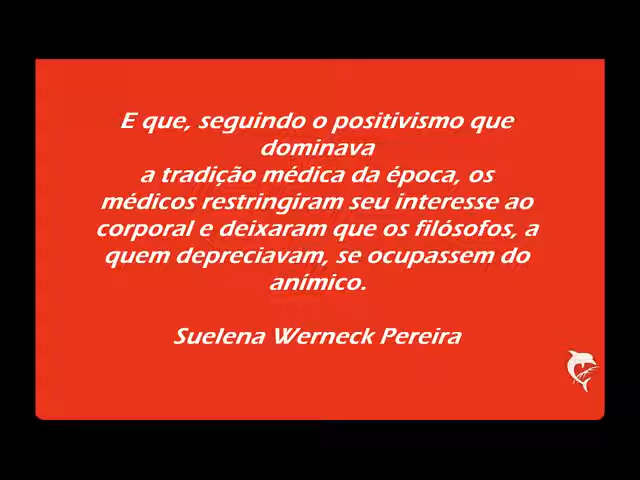 E que, seguindo o positivismo que
dominava
a tradição médica da época, os
médicos restringiram seu interesse ao
corporal e deixaram que os filósofos, a
quem depreciavam, se ocupassem do
anímico.
Suelena Werneck Pereira